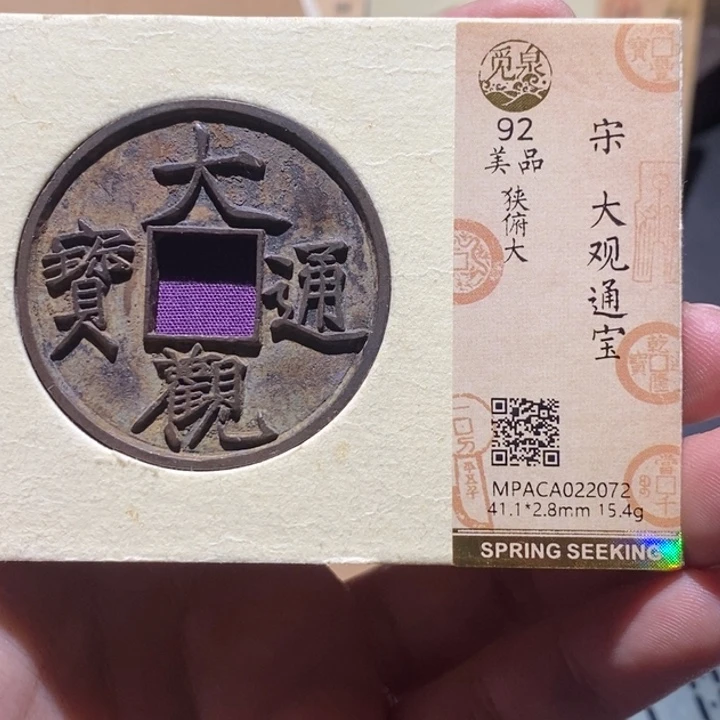 大觀通寶
觅泉
92
美品
狭俯大
宋 大观通宝
MPACA022072
41.1*2.8mm 15.4g
SPRING SEEKING